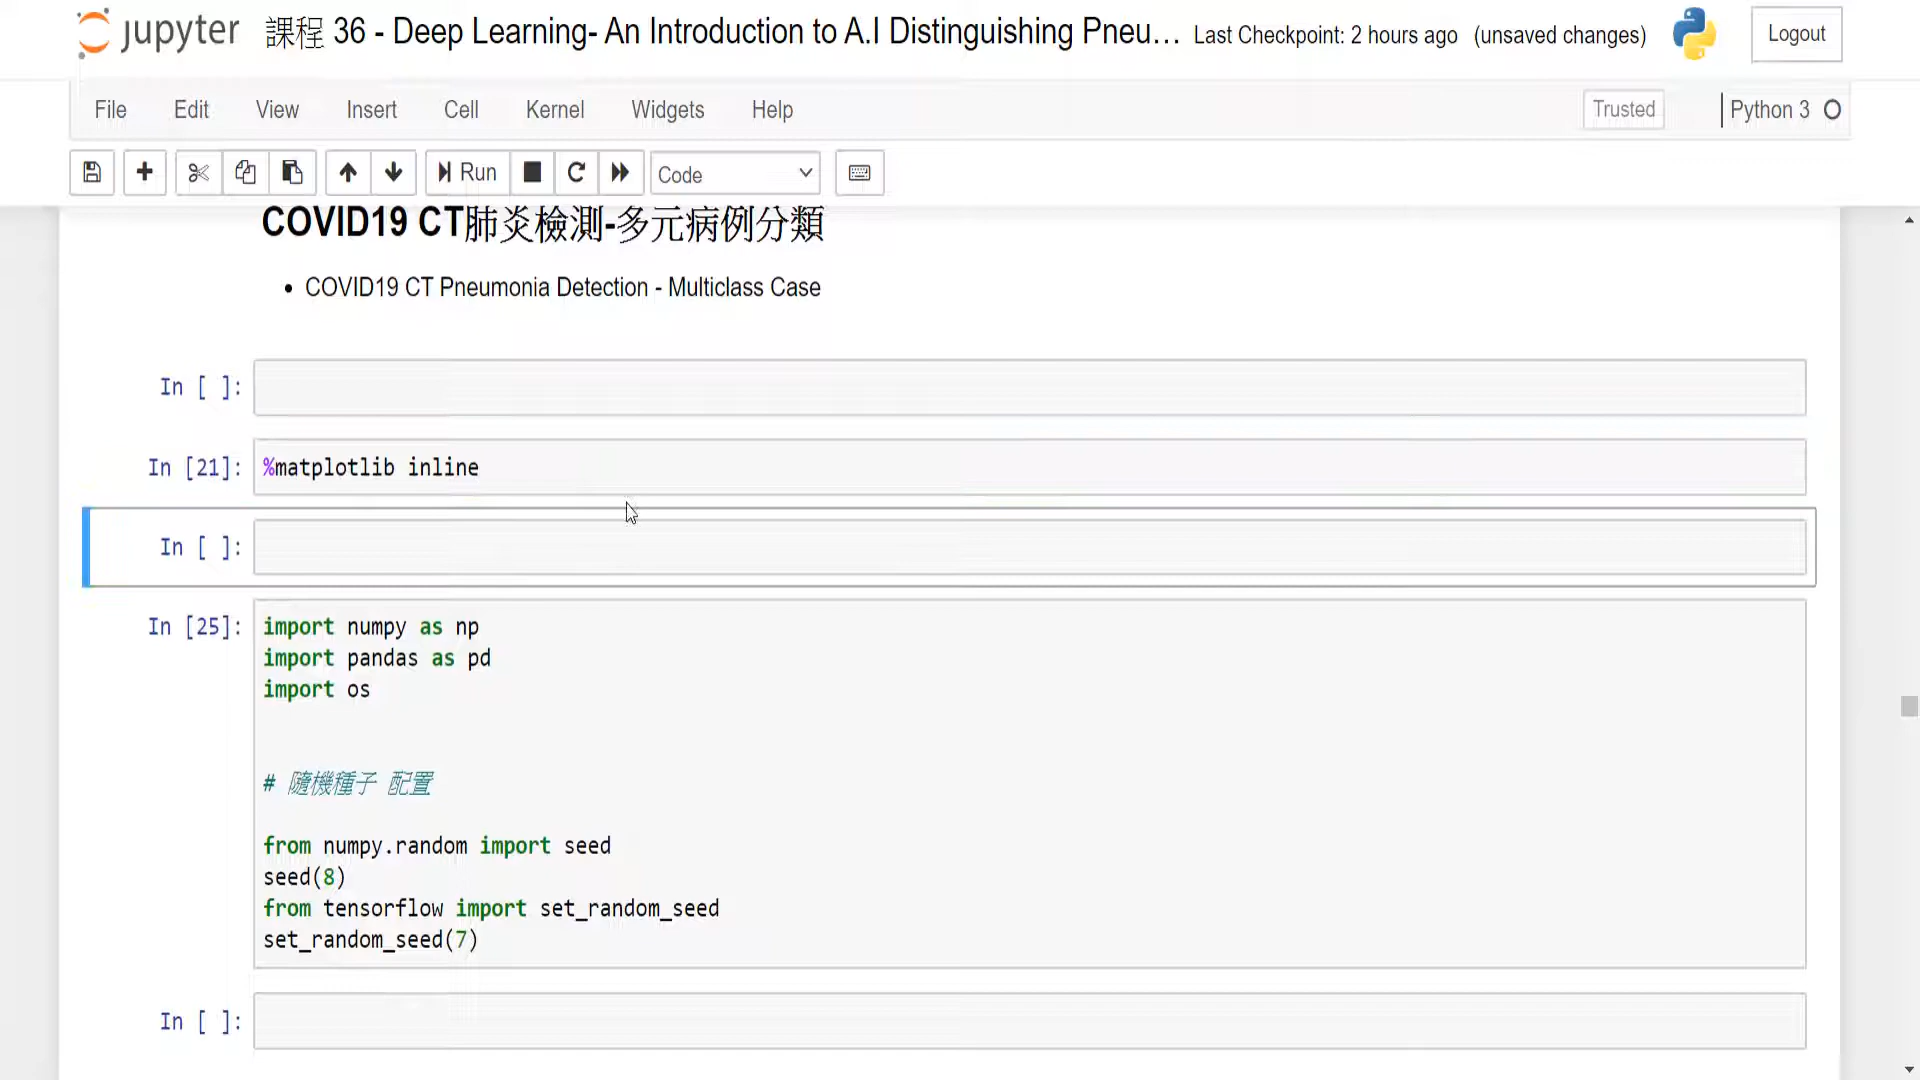 jupyter 課程 36 - Deep Learning- An Introduction to A.I Distinguishing Pneu… Last Checkpoint: 2 hours ago (unsaved changes) Logout
File Edit View Insert Cell Kernel Widgets Help Trusted Python 3
Run Code
COVID19 CT肺炎檢測-多元病例分類
• COVID19 CT Pneumonia Detection - Multiclass Case
In [ ]:
In [21]: %matplotlib inline
In [ ]:
In [25]: import numpy as np
import pandas as pd
import os
# 隨機種子 配置
from numpy.random import seed
seed(8)
from tensorflow import set_random_seed
set_random_seed(7)
In [ ]: